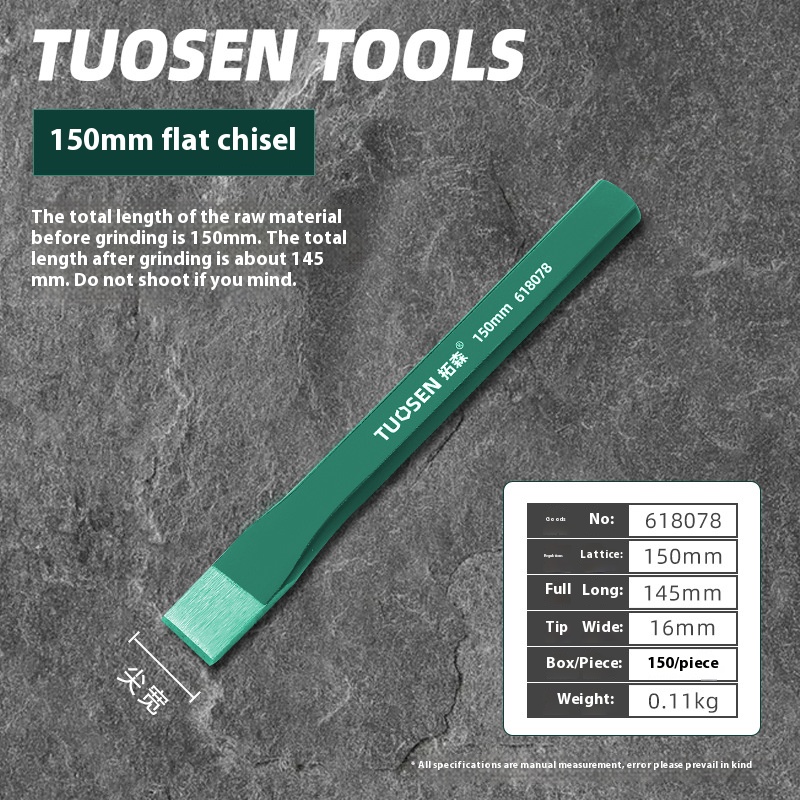 TUOSEN TOOLS
150mm flat chisel
The total length of the raw material
before grinding is 150mm. The total
length after grinding is about 145
mm. Do not shoot if you mind.
TUOSEN 拓森® 150mm 618078
尖宽
Goods No: 618078
Lattice: 150mm
Full Long: 145mm
Tip Wide: 16mm
Box/Piece: 150/piece
Weight: 0.11kg
* All specifications are manual measurement, error please prevail in kind